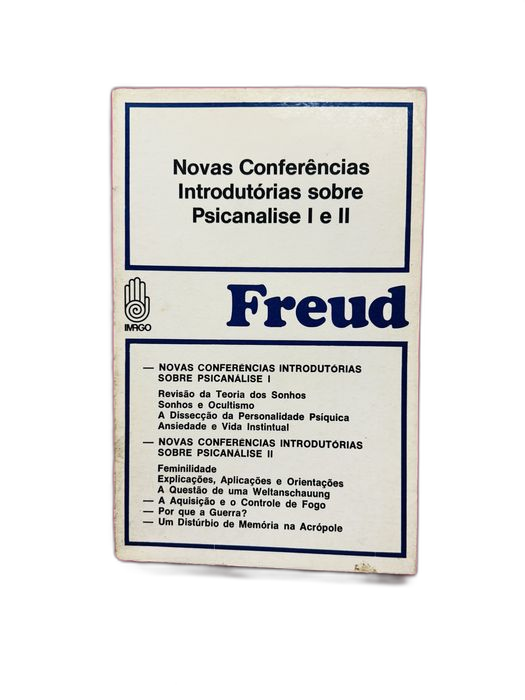 Novas Conferências
Introdutórias sobre
Psicanalise I e II
IMAGO
Freud
— NOVAS CONFERÊNCIAS INTRODUTÓRIAS
SOBRE PSICANÁLISE I
Revisão da Teoria dos Sonhos
Sonhos e Ocultismo
A Dissecção da Personalidade Psíquica
Ansiedade e Vida Instintual
— NOVAS CONFERÊNCIAS INTRODUTÓRIAS
SOBRE PSICANÁLISE II
Feminilidade
Explicações, Aplicações e Orientações
A Questão de uma Weltanschauung
— A Aquisição e o Controle de Fogo
— Por que a Guerra?
— Um Distúrbio de Memória na Acrópole